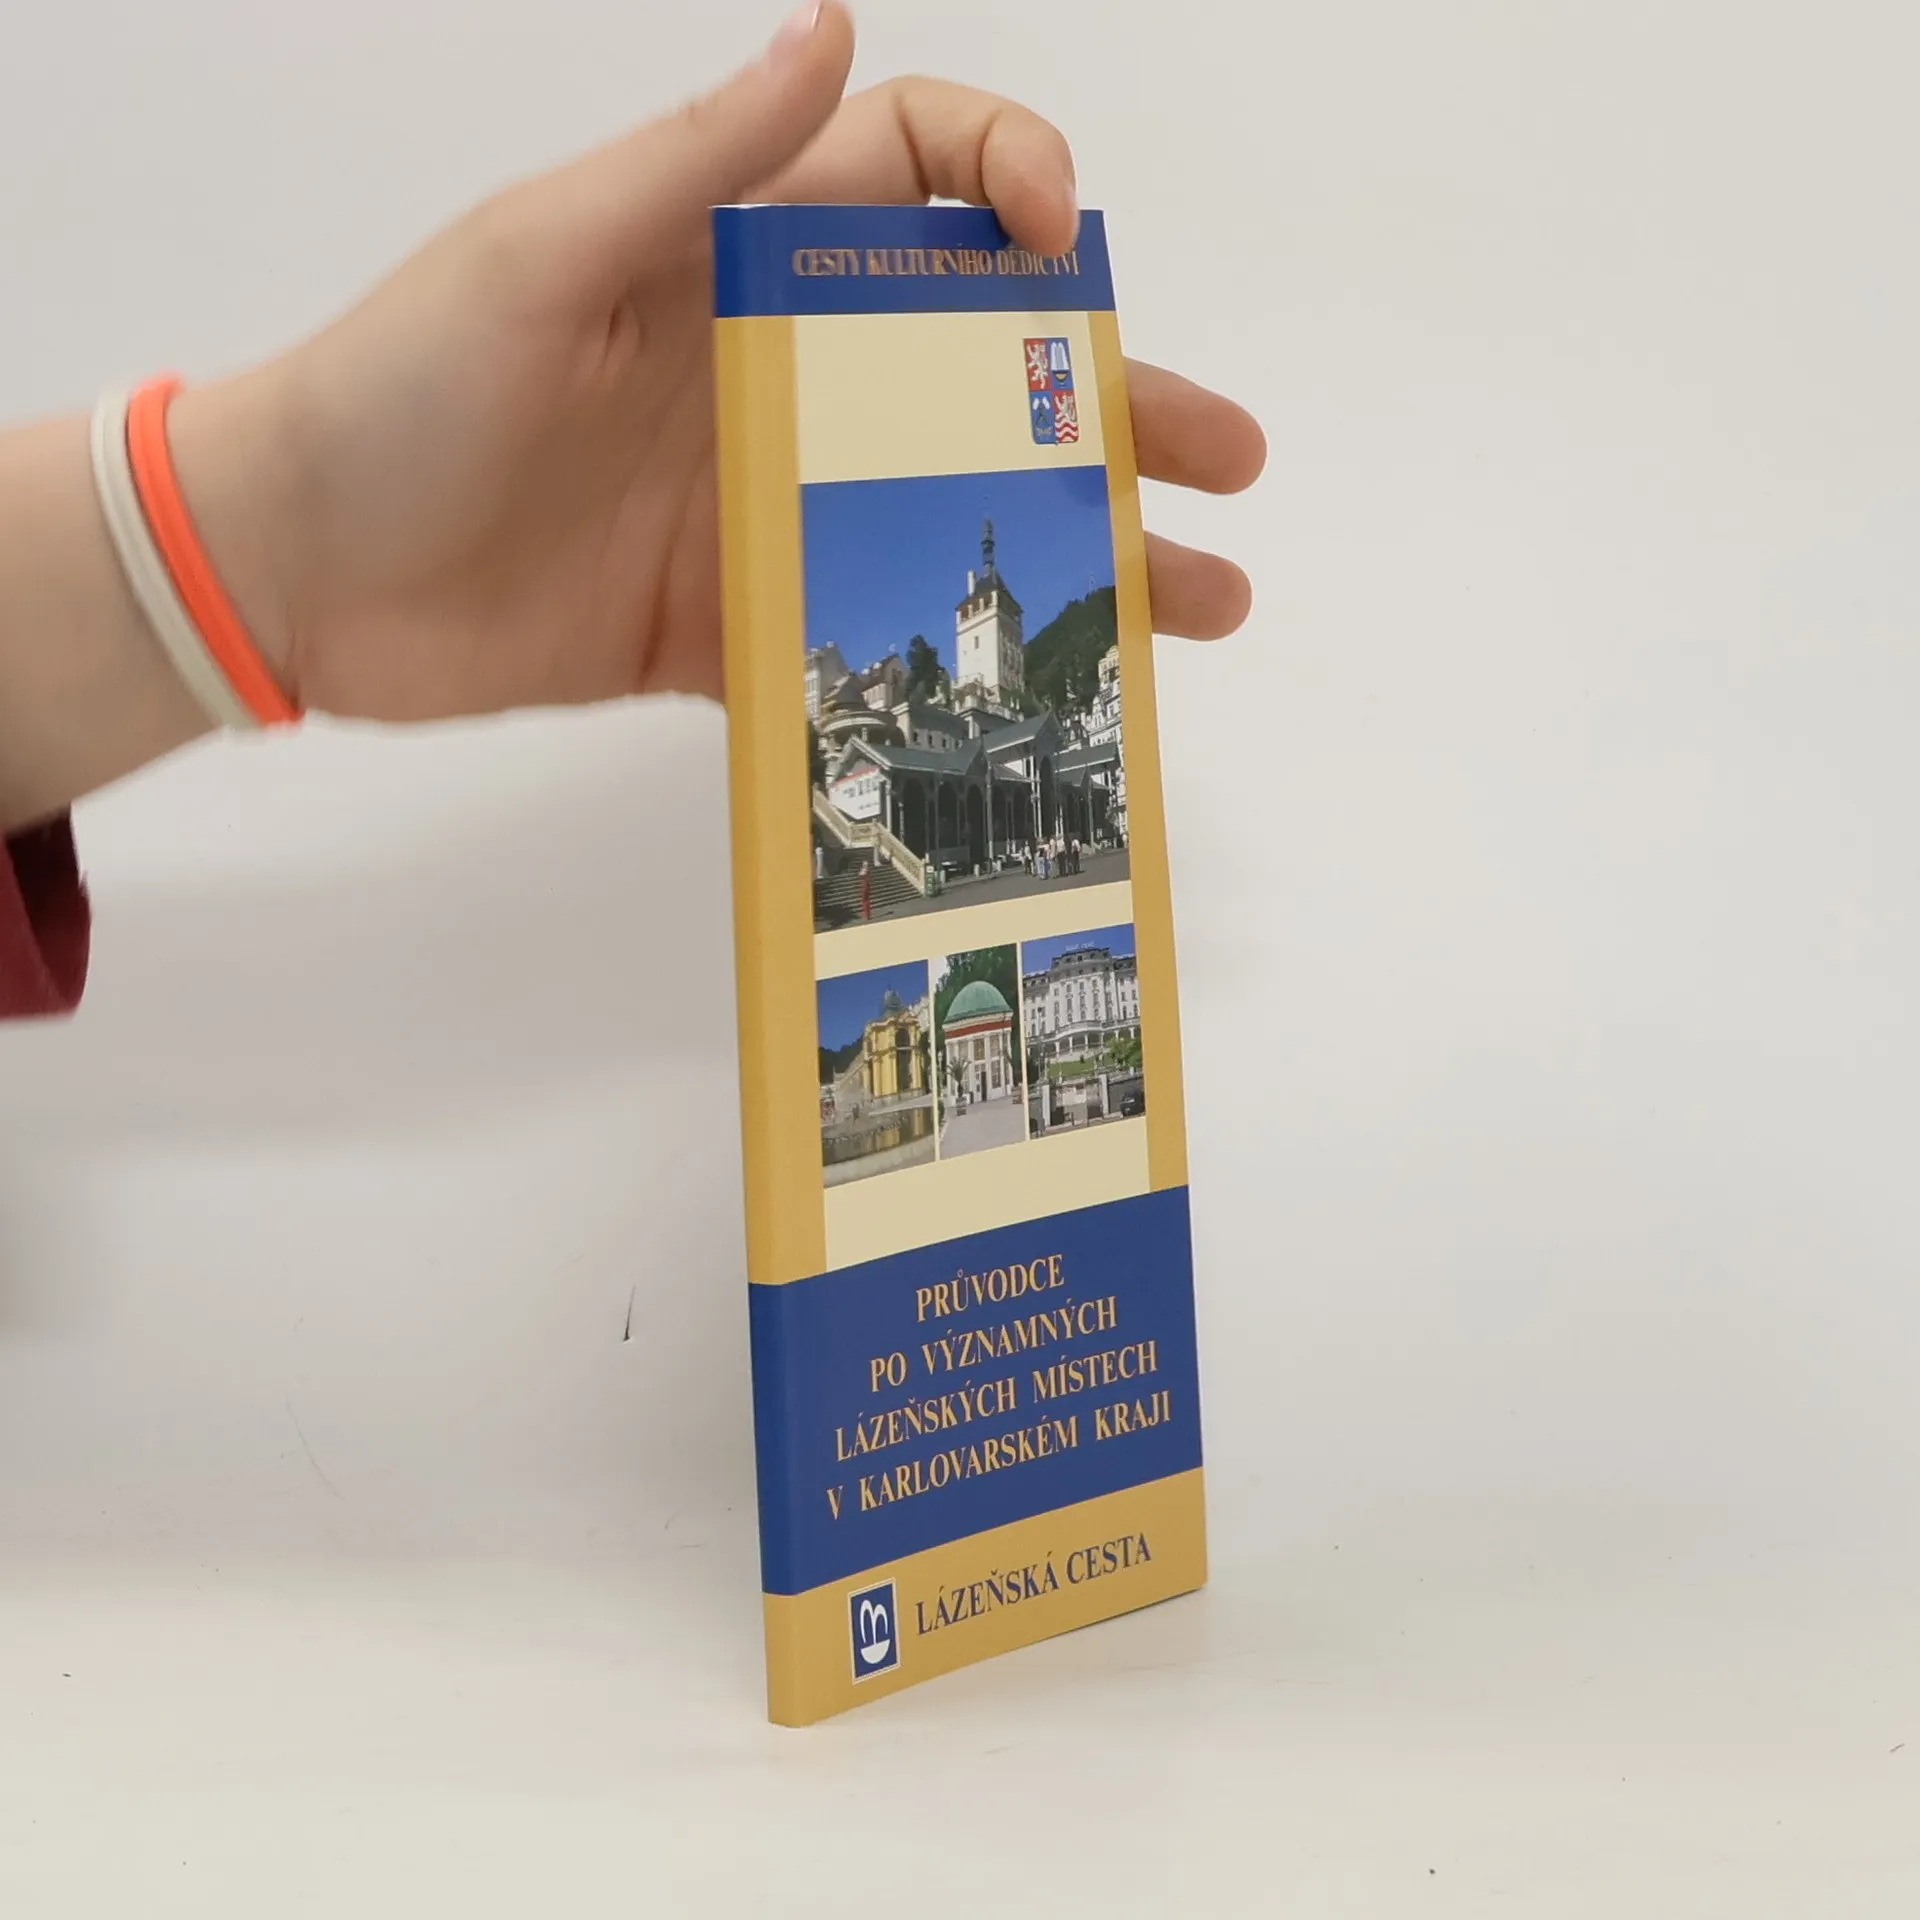 CESTY KULTURNÍHO DĚDICTVÍ
PRŮVODCE
PO VÝZNAMNÝCH
LÁZEŇSKÝCH MÍSTECH
V KARLOVARSKÉM KRAJI
LÁZEŇSKÁ CESTA